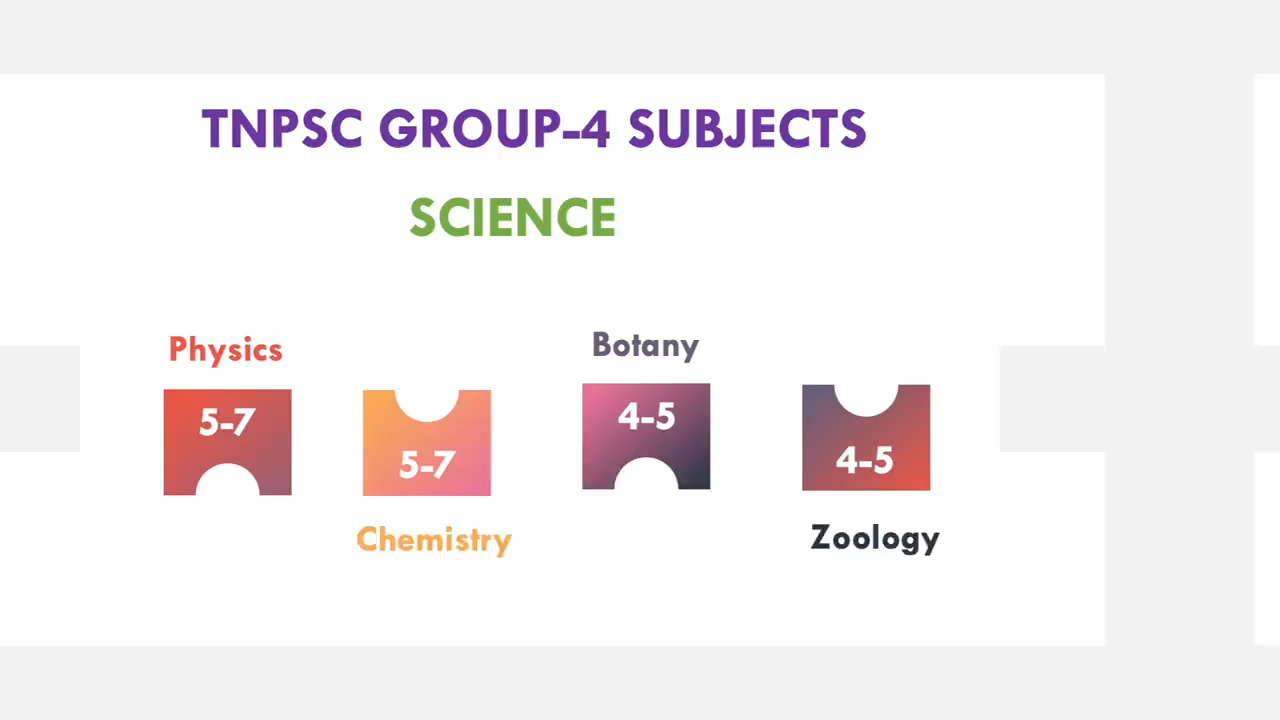 TNPSC GROUP-4 SUBJECTS
SCIENCE
Physics
5-7
5-7
Chemistry
Botany
4-5
4-5
Zoology